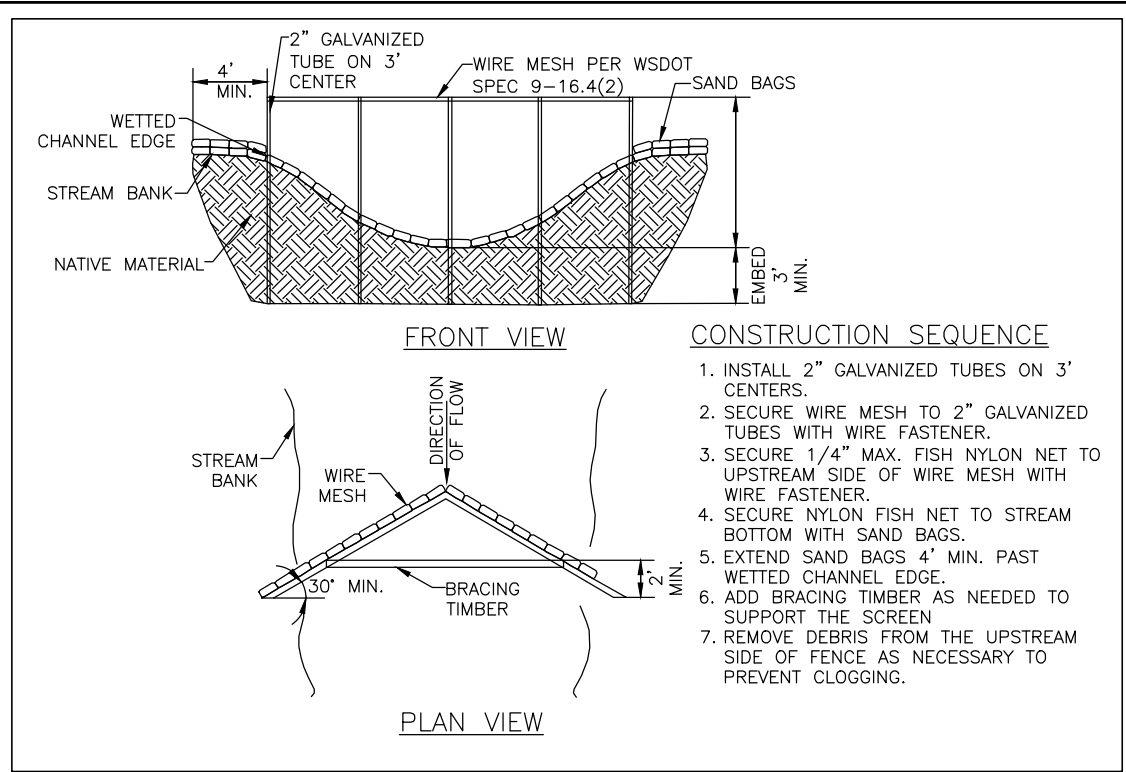 2" GALVANIZED
TUBE ON 3'
CENTER
4'
MIN.
WIRE MESH PER WSDOT
SPEC 9-16.4(2)
SAND BAGS
WETTED
CHANNEL EDGE
STREAM BANK
NATIVE MATERIAL
EMBED
3'
MIN.
FRONT VIEW
CONSTRUCTION SEQUENCE
1. INSTALL 2" GALVANIZED TUBES ON 3'
CENTERS.
2. SECURE WIRE MESH TO 2" GALVANIZED
TUBES WITH WIRE FASTENER.
3. SECURE 1/4" MAX. FISH NYLON NET TO
UPSTREAM SIDE OF WIRE MESH WITH
WIRE FASTENER.
4. SECURE NYLON FISH NET TO STREAM
BOTTOM WITH SAND BAGS.
5. EXTEND SAND BAGS 4' MIN. PAST
WETTED CHANNEL EDGE.
6. ADD BRACING TIMBER AS NEEDED TO
SUPPORT THE SCREEN
7. REMOVE DEBRIS FROM THE UPSTREAM
SIDE OF FENCE AS NECESSARY TO
PREVENT CLOGGING.
DIRECTION
OF FLOW
STREAM
BANK
WIRE
MESH
30° MIN.
BRACING
TIMBER
2'
MIN.
PLAN VIEW